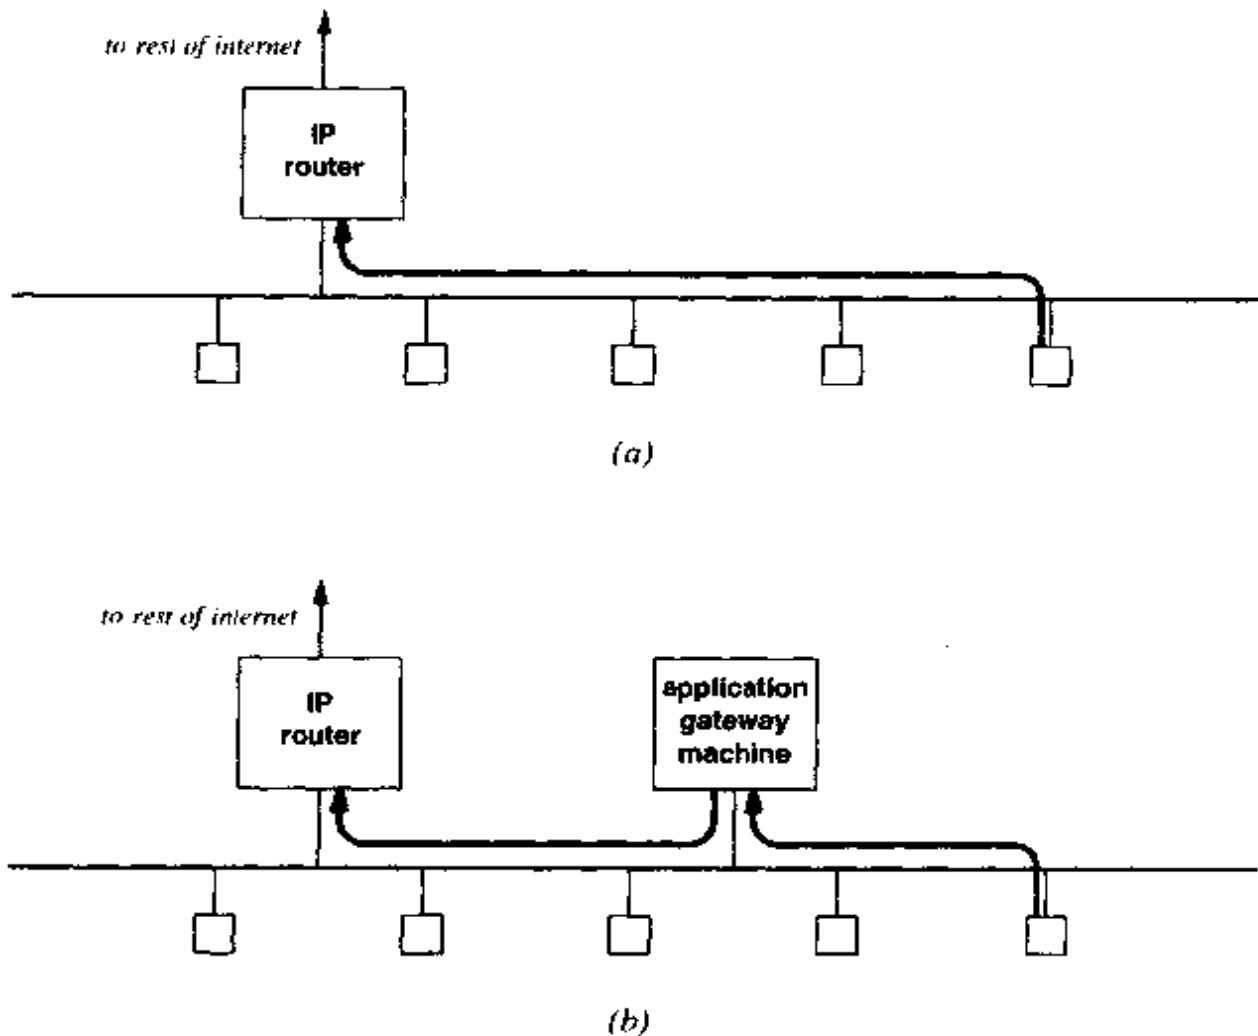 to rest of internet
IP
router
(a)
to rest of internet
IP
router
application
gateway
machine
(b)